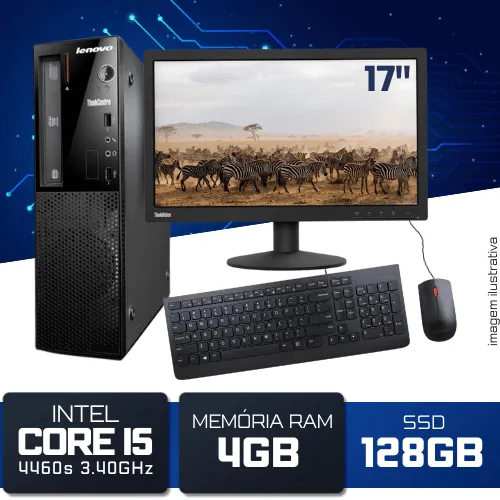 lenovo
ThinkCentre
17"
ThinkVision
imagem ilustrativa
INTEL
CORE I5
4460s 3.40GHz
MEMÓRIA RAM
4GB
SSD
128GB